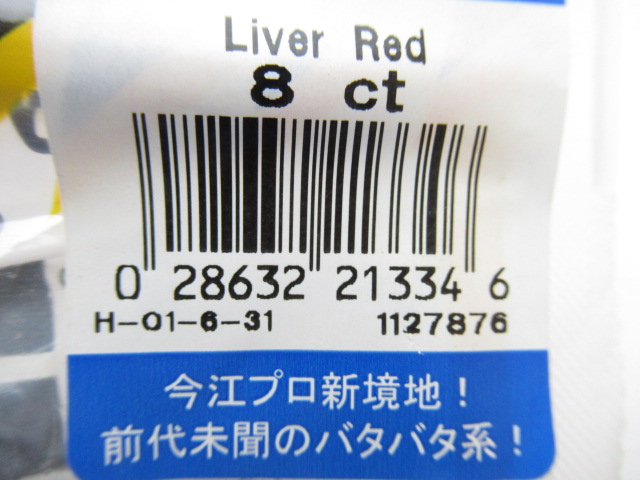 Liver Red
8 ct
0 28632 21334 6
H-01-6-31 1127876
今江プロ新境地！
前代未聞のバタバタ系！